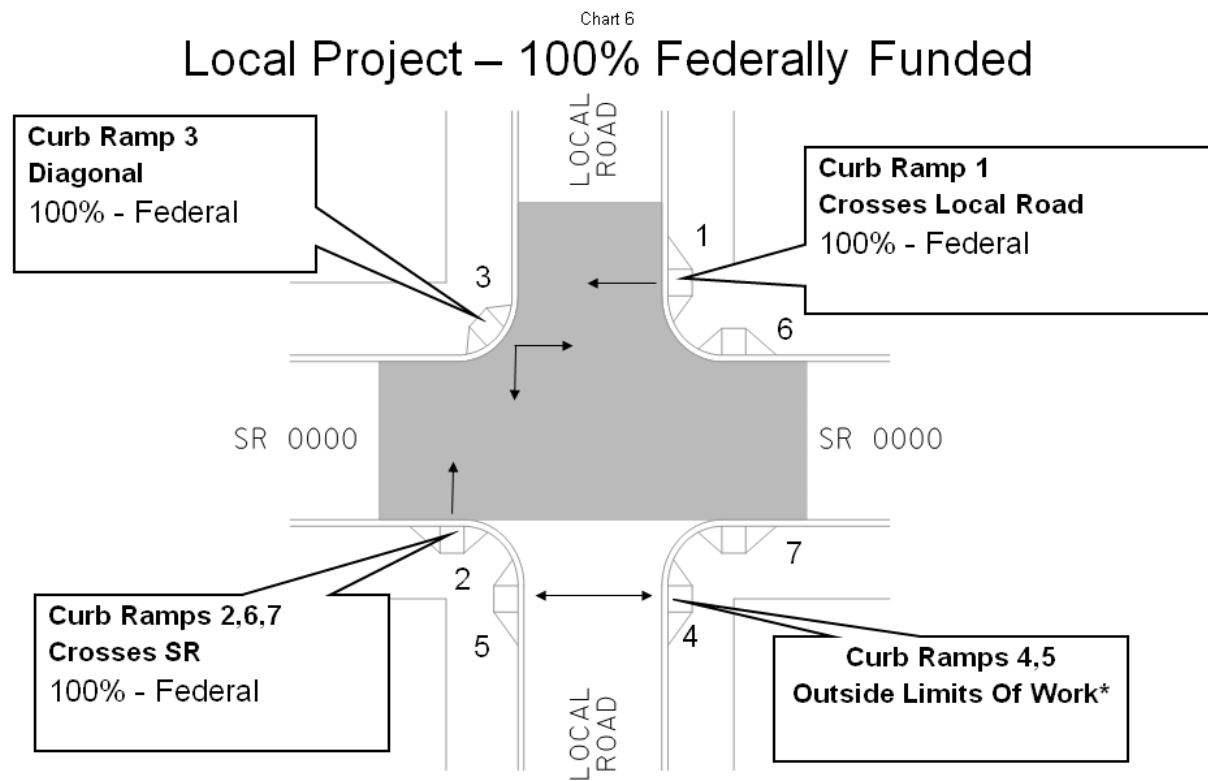 Chart 6
Local Project – 100% Federally Funded
LOCAL
ROAD
Curb Ramp 3
Diagonal
100% - Federal
Curb Ramp 1
Crosses Local Road
100% - Federal
1
3
6
SR 0000
SR 0000
2
7
5
4
Curb Ramps 2,6,7
Crosses SR
100% - Federal
Curb Ramps 4,5
Outside Limits Of Work*
LOCAL
ROAD